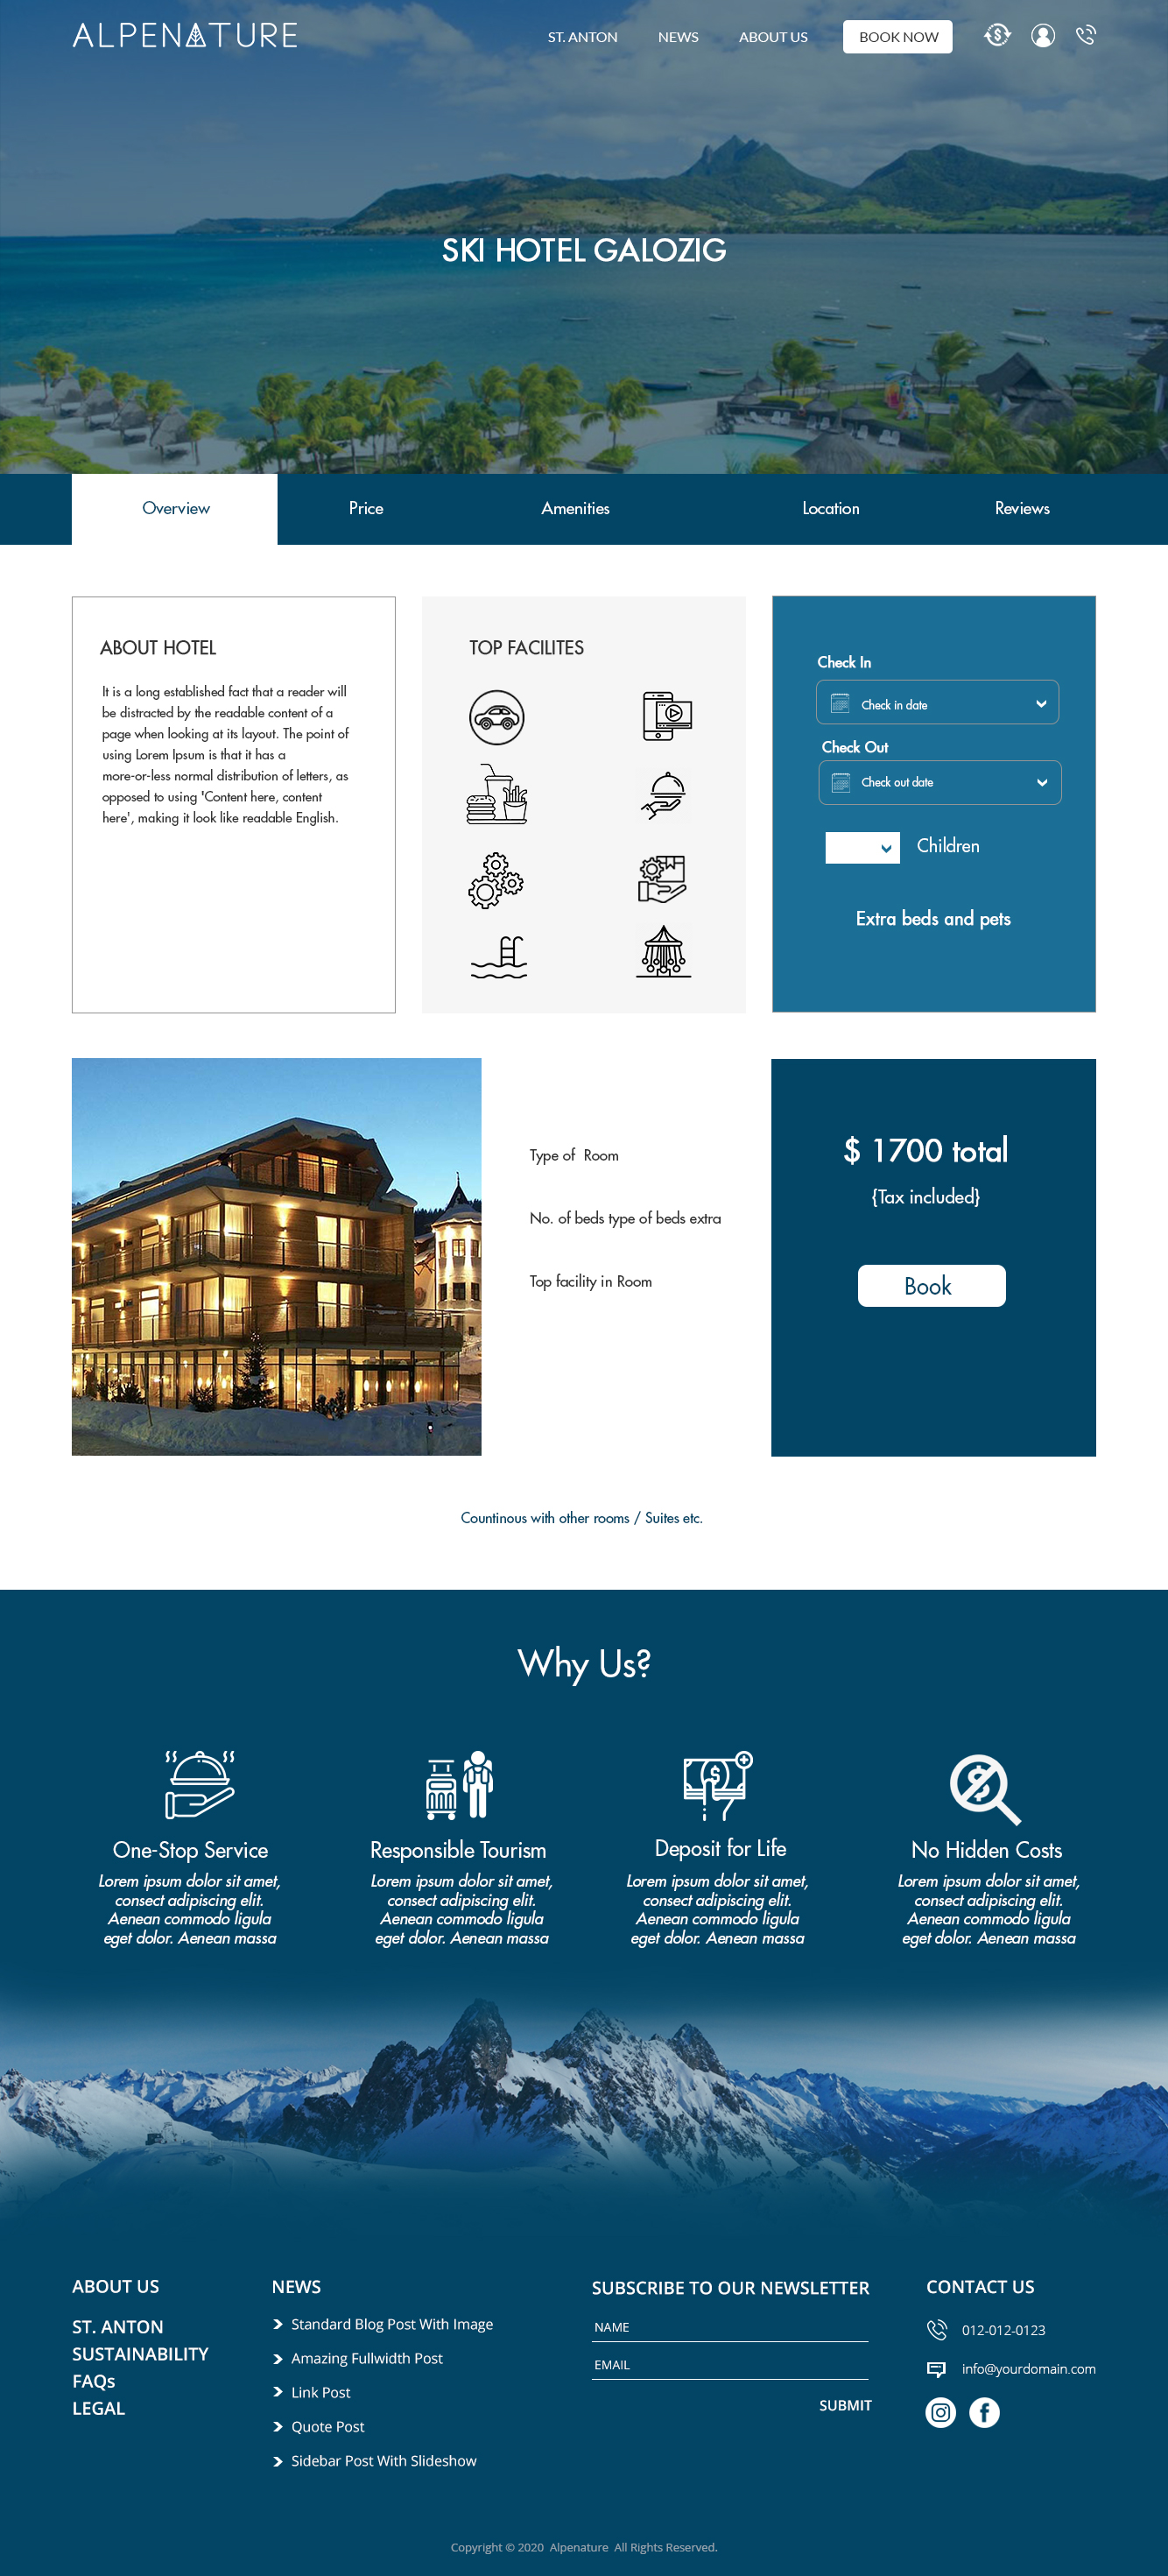 ALPENATURE
ST. ANTON
NEWS
ABOUT US
BOOK NOW
SKI HOTEL GALOZIG
Overview
Price
Amenities
Location
Reviews
ABOUT HOTEL
It is a long established fact that a reader will
be distracted by the readable content of a
page when looking at its layout. The point of
using Lorem Ipsum is that it has a
more-or-less normal distribution of letters, as
opposed to using 'Content here, content
here', making it look like readable English.
TOP FACILITES
Check In
Check in date
Check Out
Check out date
Children
Extra beds and pets
Type of Room
No. of beds type of beds extra
Top facility in Room
$ 1700 total
{Tax included}
Book
Countinous with other rooms / Suites etc.
Why Us?
One-Stop Service
Lorem ipsum dolor sit amet,
consect adipiscing elit.
Aenean commodo ligula
eget dolor. Aenean massa
Responsible Tourism
Lorem ipsum dolor sit amet,
consect adipiscing elit.
Aenean commodo ligula
eget dolor. Aenean massa
Deposit for Life
Lorem ipsum dolor sit amet,
consect adipiscing elit.
Aenean commodo ligula
eget dolor. Aenean massa
No Hidden Costs
Lorem ipsum dolor sit amet,
consect adipiscing elit.
Aenean commodo ligula
eget dolor. Aenean massa
ABOUT US
ST. ANTON
SUSTAINABILITY
FAQs
LEGAL
NEWS
Standard Blog Post With Image
Amazing Fullwidth Post
Link Post
Quote Post
Sidebar Post With Slideshow
SUBSCRIBE TO OUR NEWSLETTER
NAME
EMAIL
SUBMIT
CONTACT US
012-012-0123
info@yourdomain.com
Copyright © 2020 Alpenature All Rights Reserved.